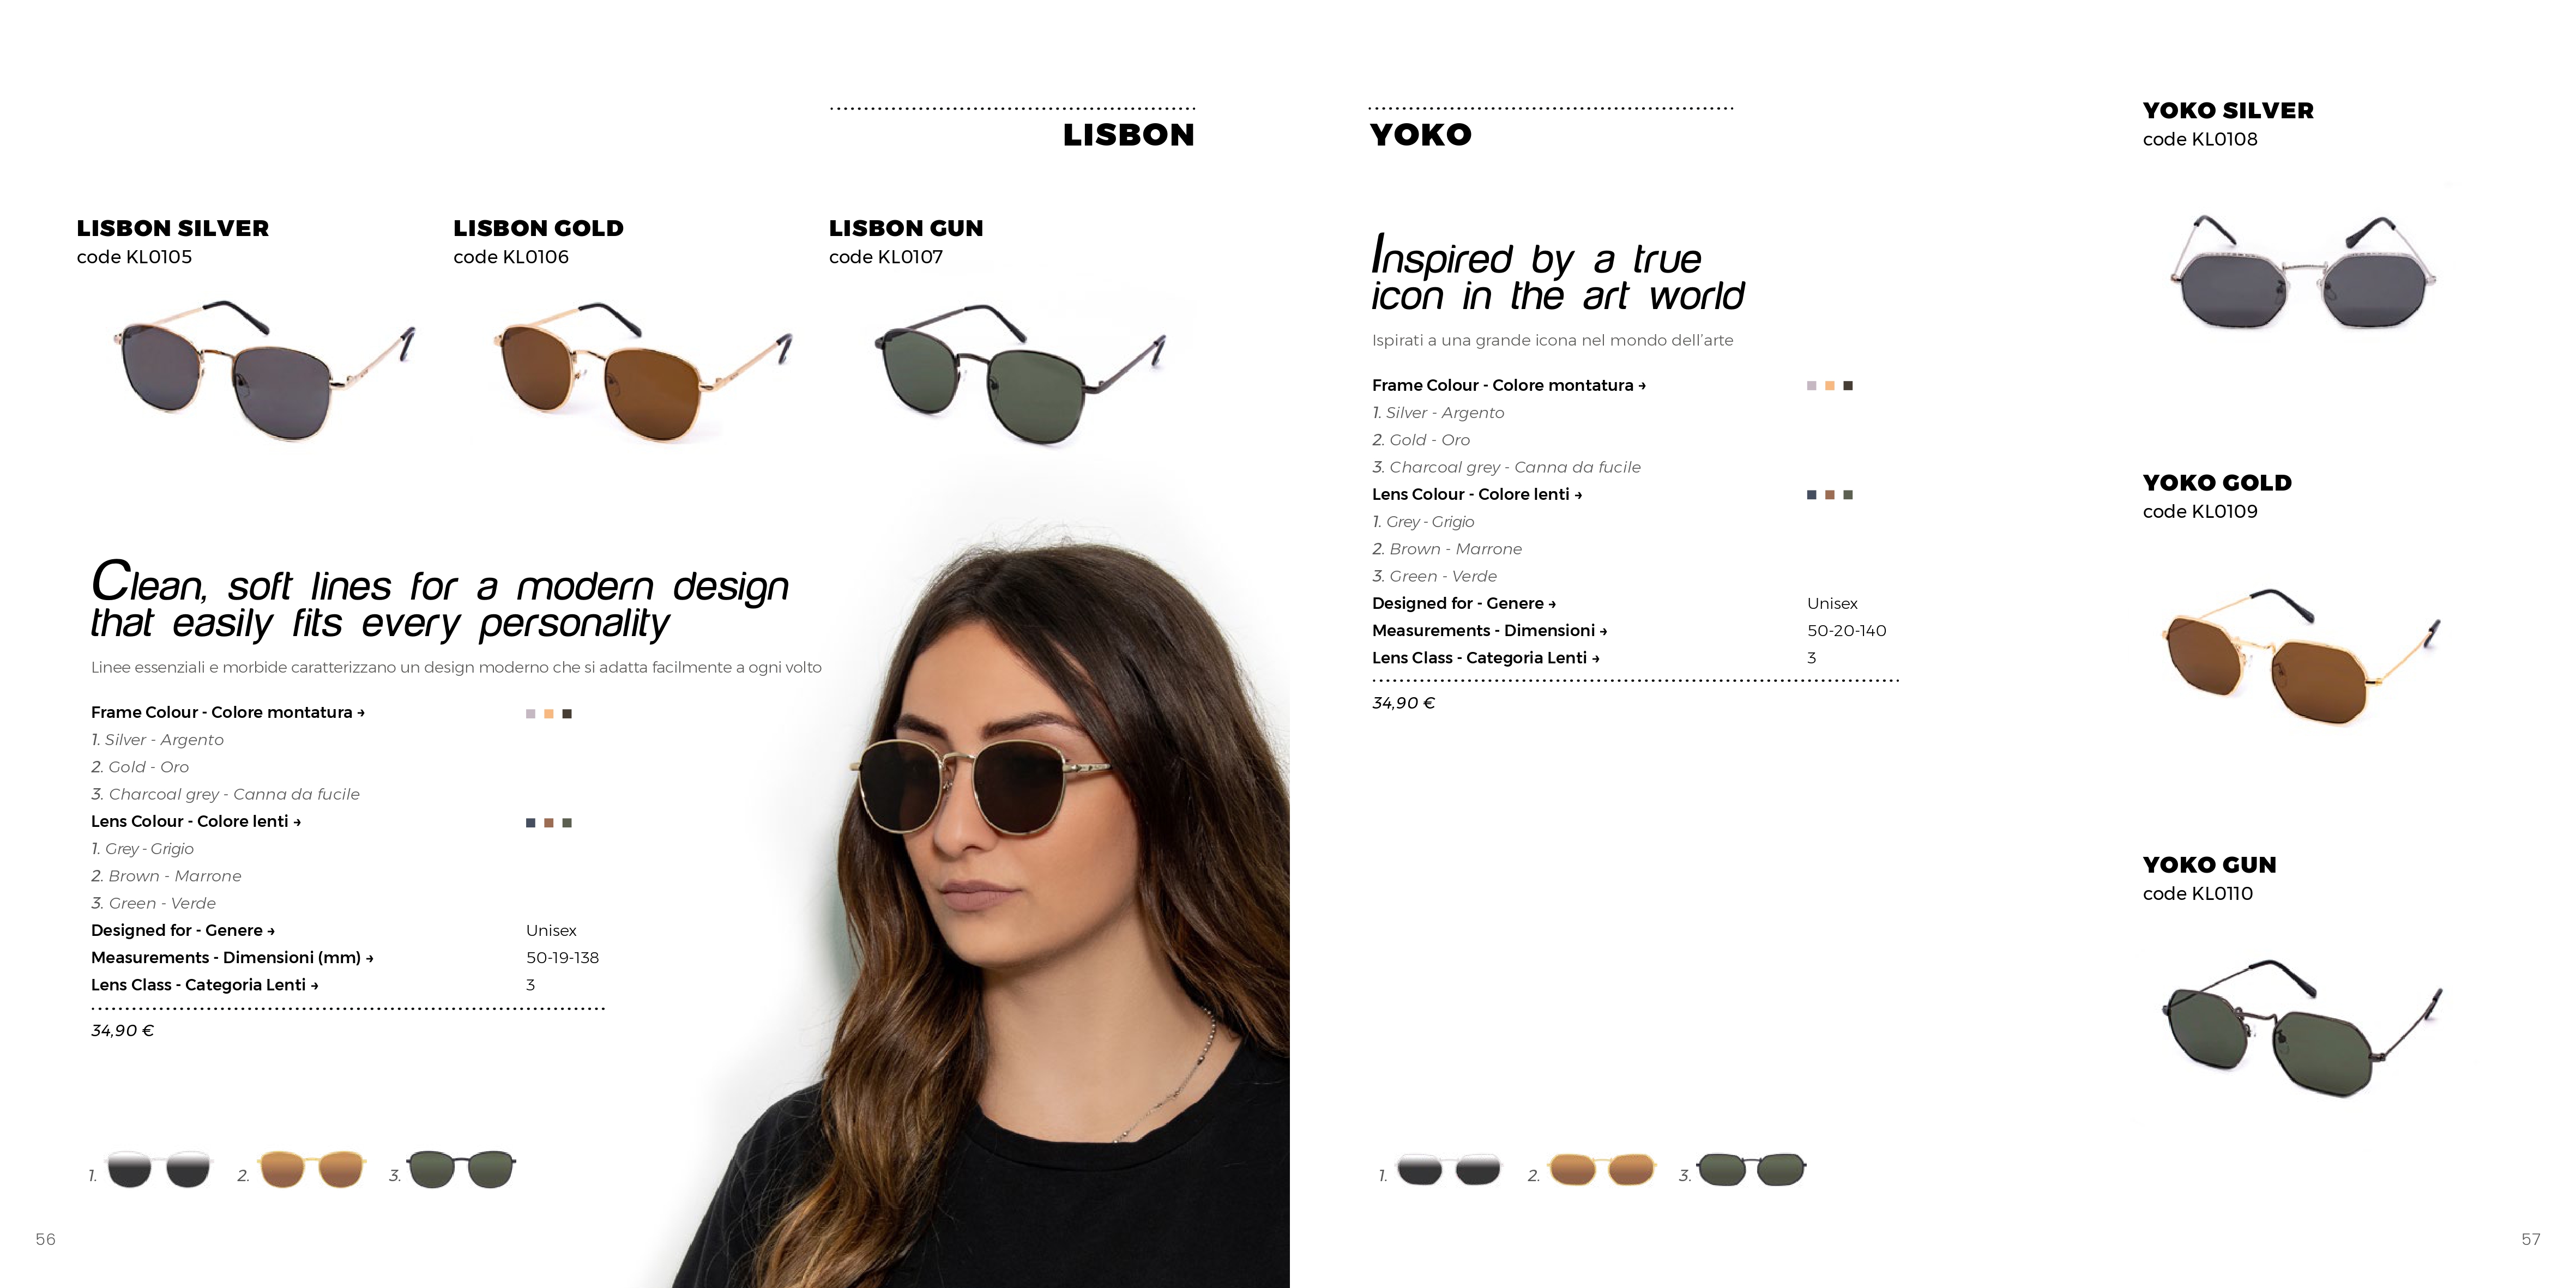 LISBON
LISBON SILVER
code KL0105
LISBON GOLD
code KL0106
LISBON GUN
code KL0107
Clean, soft lines for a modern design
that easily fits every personality
Linee essenziali e morbide caratterizzano un design moderno che si adatta facilmente a ogni volto
Frame Colour - Colore montatura →
1. Silver - Argento
2. Gold - Oro
3. Charcoal grey - Canna da fucile
Lens Colour - Colore lenti →
1. Grey - Grigio
2. Brown - Marrone
3. Green - Verde
Designed for - Genere → Unisex
Measurements - Dimensioni (mm) → 50-19-138
Lens Class - Categoria Lenti → 3
34,90 €
1. 2. 3.
56
YOKO
Inspired by a true
icon in the art world
Ispirati a una grande icona nel mondo dell'arte
Frame Colour - Colore montatura →
1. Silver - Argento
2. Gold - Oro
3. Charcoal grey - Canna da fucile
Lens Colour - Colore lenti →
1. Grey - Grigio
2. Brown - Marrone
3. Green - Verde
Designed for - Genere → Unisex
Measurements - Dimensioni → 50-20-140
Lens Class - Categoria Lenti → 3
34,90 €
1. 2. 3.
YOKO SILVER
code KL0108
YOKO GOLD
code KL0109
YOKO GUN
code KL0110
57